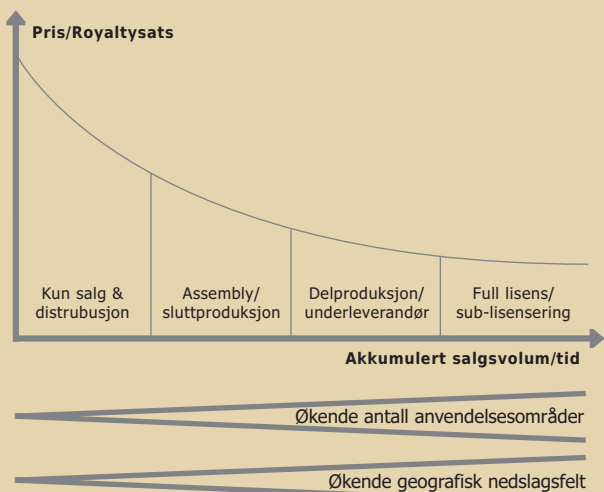 Pris/Royaltysats
Kun salg &
distrubusjon
Assembly/
sluttproduksjon
Delproduksjon/
underleverandør
Full lisens/
sub-lisensering
Akkumulert salgsvolum/tid
Økende antall anvendelsesområder
Økende geografisk nedslagsfelt